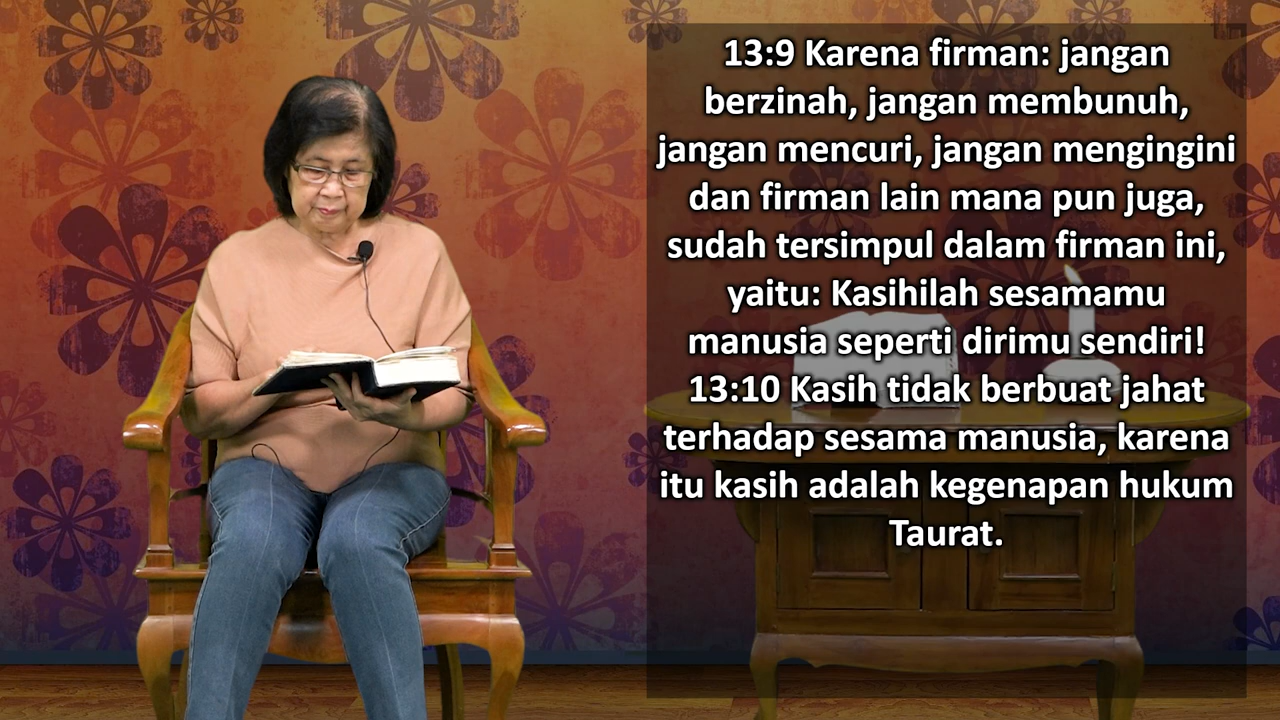 13:9 Karena firman: jangan
berzinah, jangan membunuh,
jangan mencuri, jangan mengingini
dan firman lain mana pun juga,
sudah tersimpul dalam firman ini,
yaitu: Kasihilah sesamamu
manusia seperti dirimu sendiri!
13:10 Kasih tidak berbuat jahat
terhadap sesama manusia, karena
itu kasih adalah kegenapan hukum
Taurat.